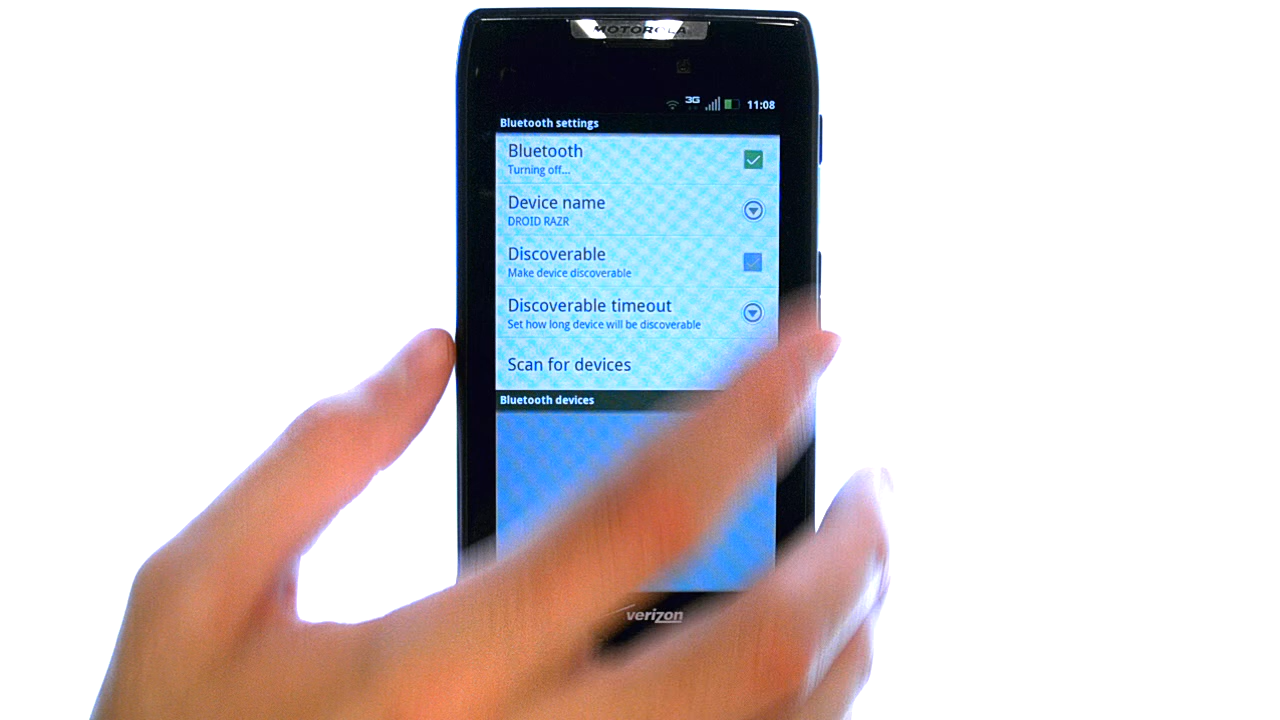 MOTOROLA
3G 11:08
Bluetooth settings
Bluetooth
Turning off...
Device name
DROID RAZR
Discoverable
Make device discoverable
Discoverable timeout
Set how long device will be discoverable
Scan for devices
Bluetooth devices
verizon